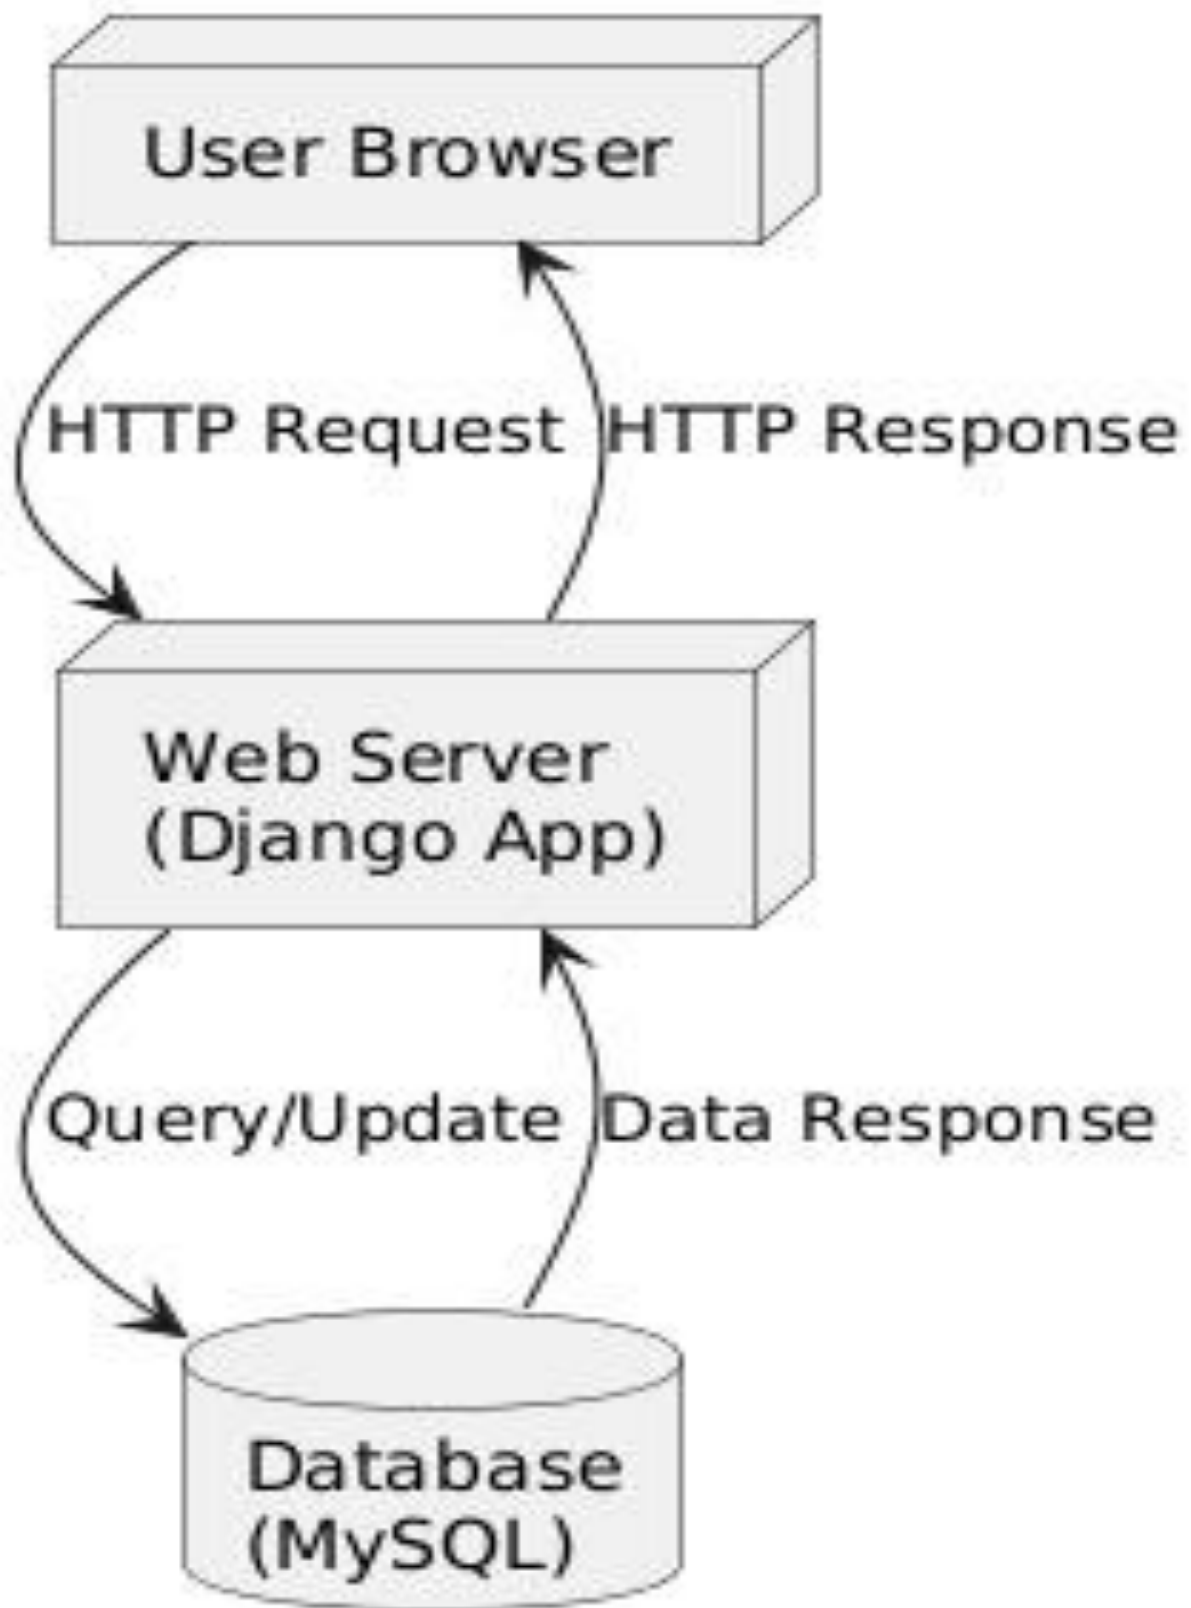 User Browser
HTTP Request
HTTP Response
Web Server
(Django App)
Query/Update
Data Response
Database
(MySQL)